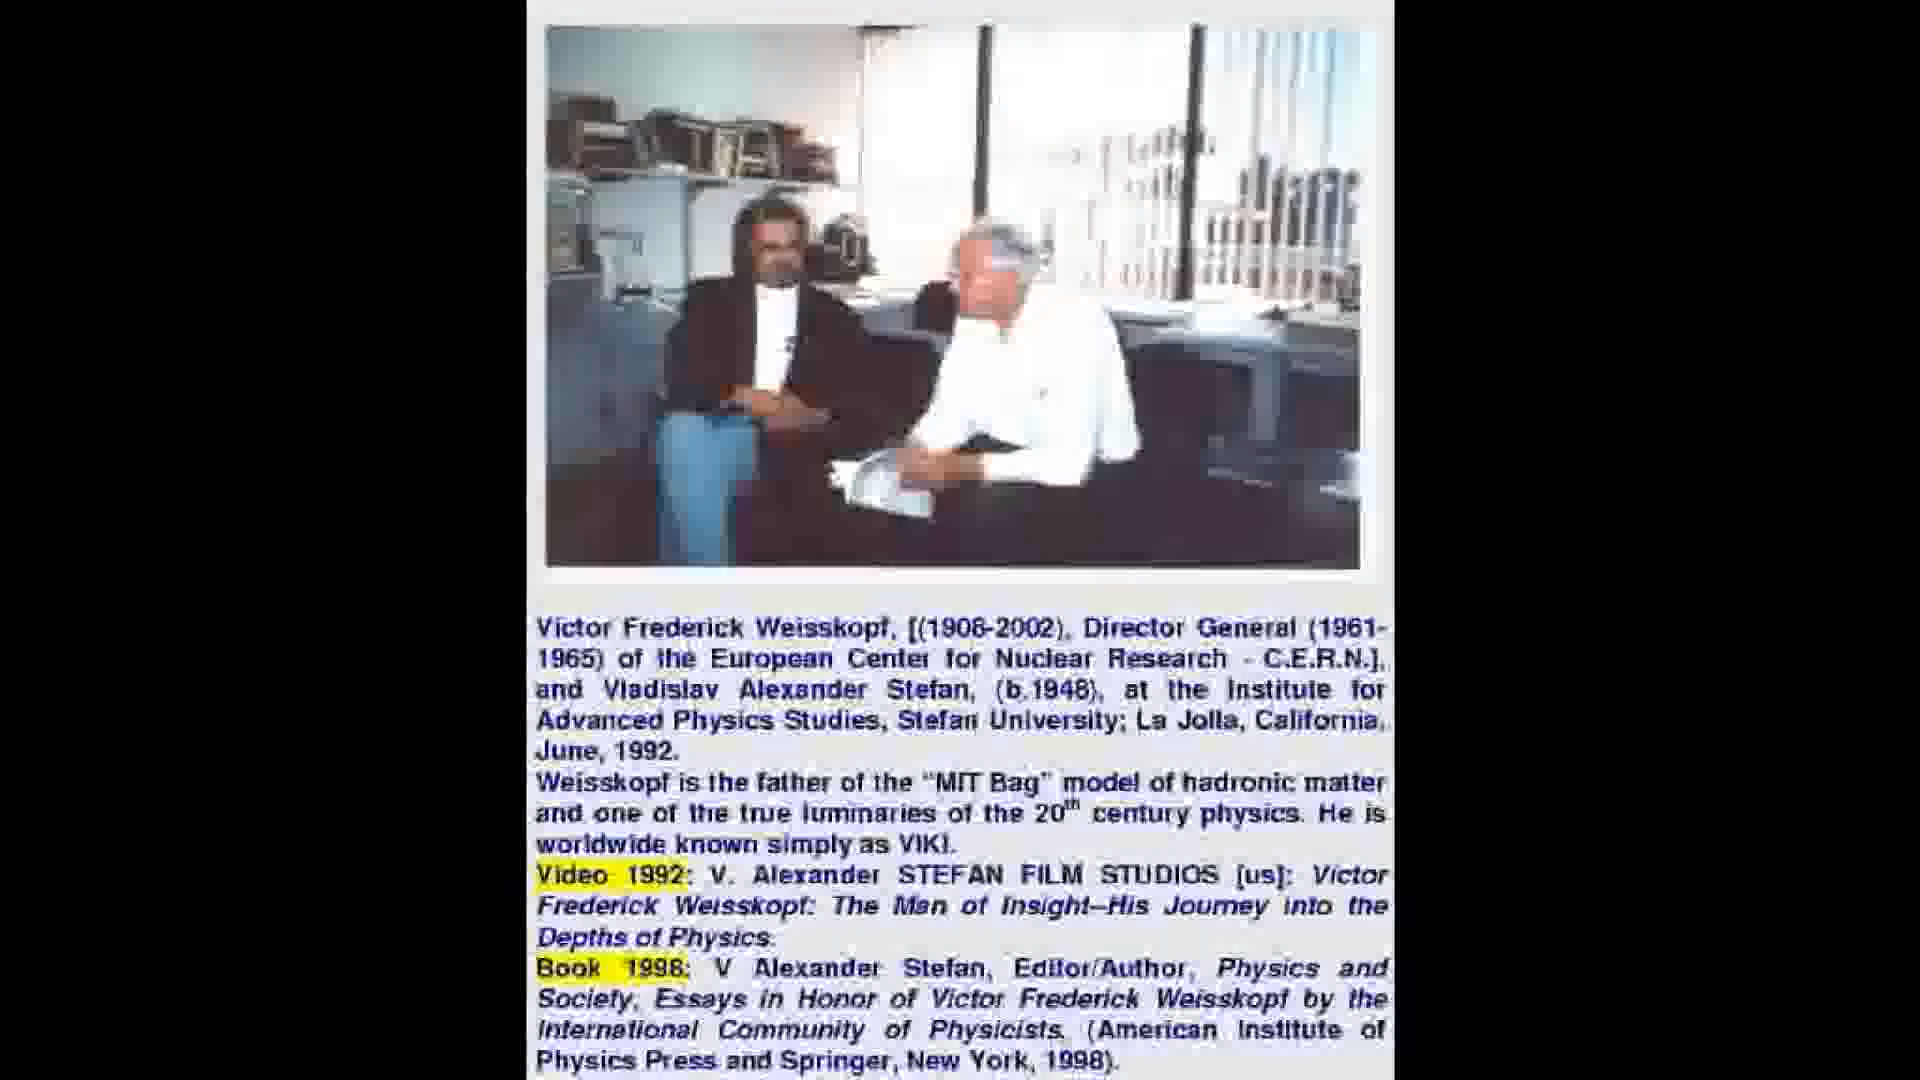 Victor Frederick Weisskopf, [(1908-2002), Director General (1961-
1965) of the European Center for Nuclear Research - C.E.R.N.],
and Vladislav Alexander Stefan, (b.1948), at the Institute for
Advanced Physics Studies, Stefan University; La Jolla, California,
June, 1992.
Weisskopf is the father of the “MIT Bag” model of hadronic matter
and one of the true luminaries of the 20th century physics. He is
worldwide known simply as VIKI.
Video 1992: V. Alexander STEFAN FILM STUDIOS [us]: Victor
Frederick Weisskopf: The Man of Insight–His Journey into the
Depths of Physics.
Book 1998: V Alexander Stefan, Editor/Author, Physics and
Society, Essays in Honor of Victor Frederick Weisskopf by the
International Community of Physicists, (American Institute of
Physics Press and Springer, New York, 1998).